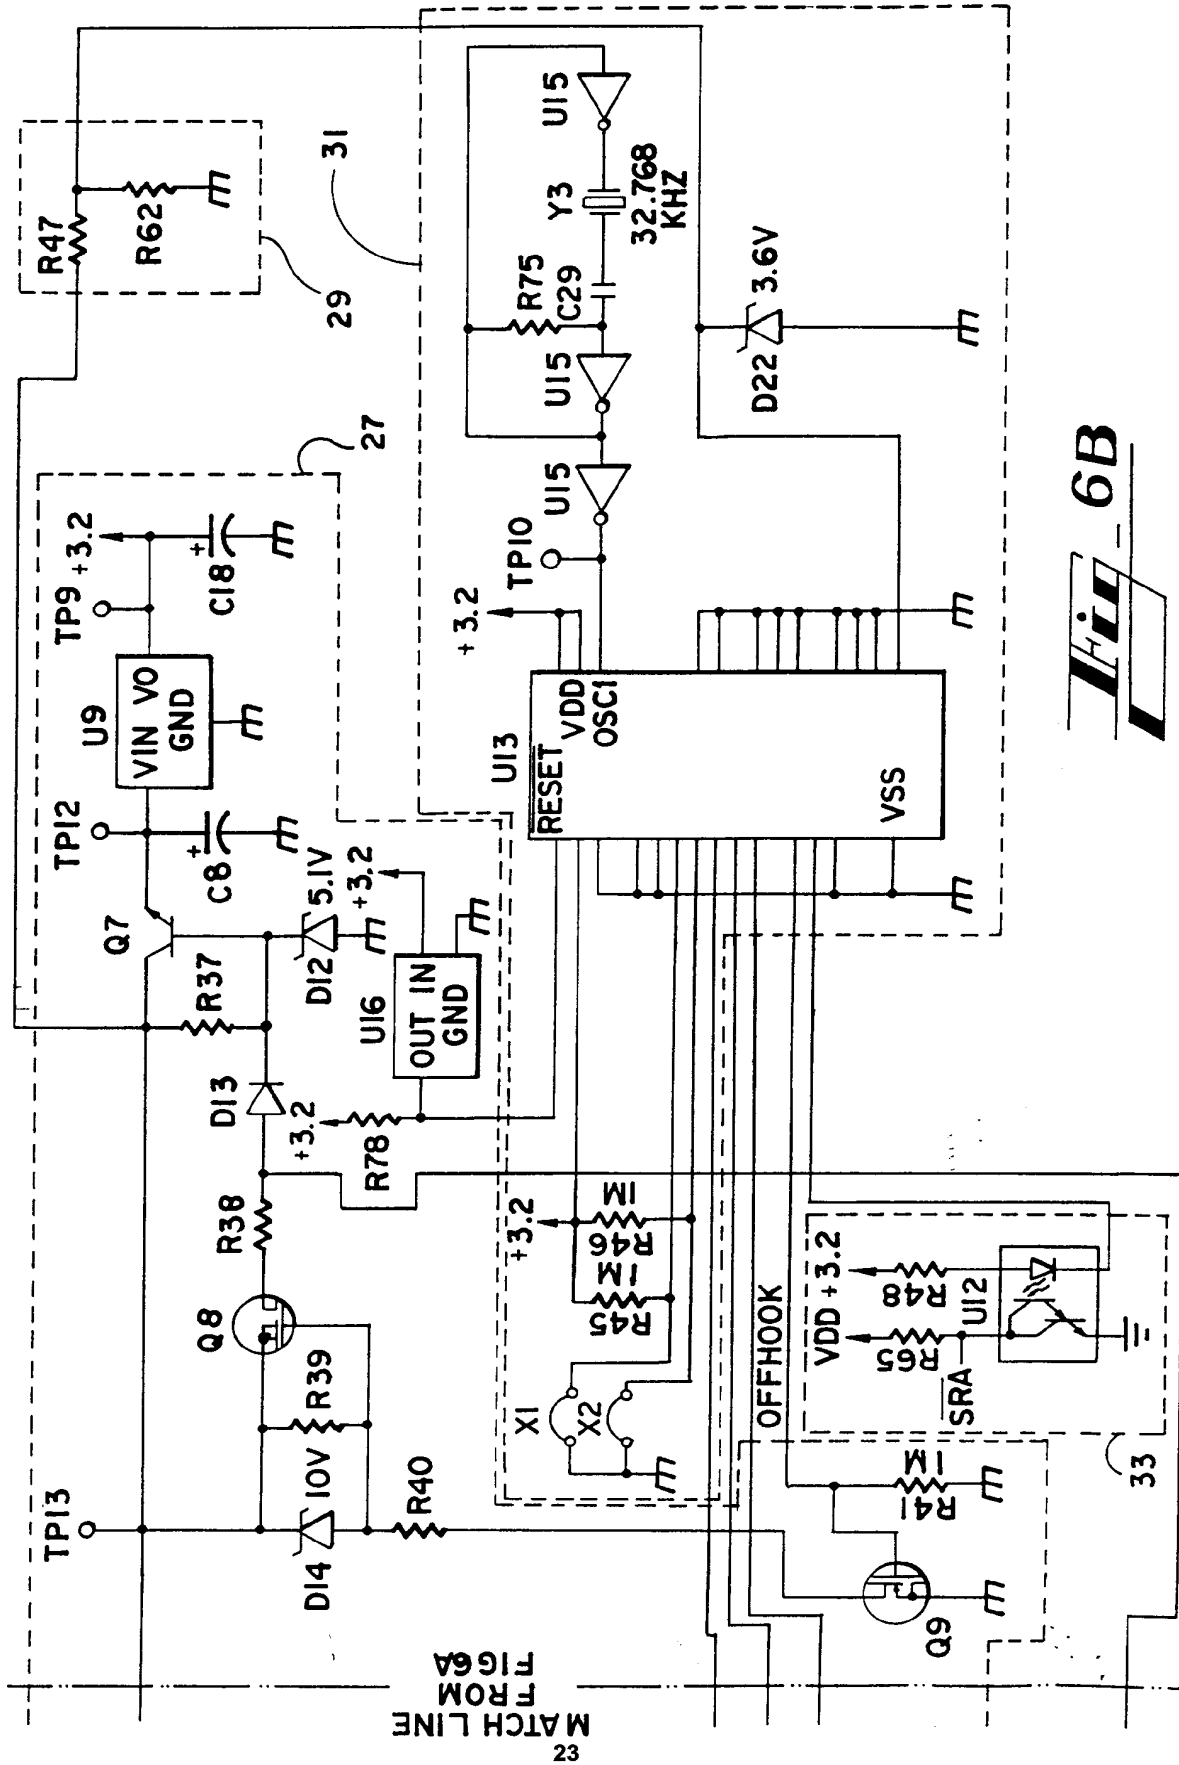 R47
R62
29
31
U15
Y3
32.768
KHZ
R75
C29
U15
U15
D22 3.6V
27
TP9
+3.2
C18
+
U9
VIN VO
GND
TP12
C8
+
Q7
R37
D12 5.1V
+3.2
U16
OUT IN
GND
TP10
+3.2
U13
RESET
VDD
OSC1
VSS
D13
+3.2
R78
R38
Q8
R39
10V
D14
R40
TP13
+3.2
R46
1M
R45
1M
X1
X2
OFFHOOK
VDD +3.2
R48
R65
U12
SRA
33
R41
1M
Q9
MATCH LINE
FROM
FIG6A
Fig_6B
23